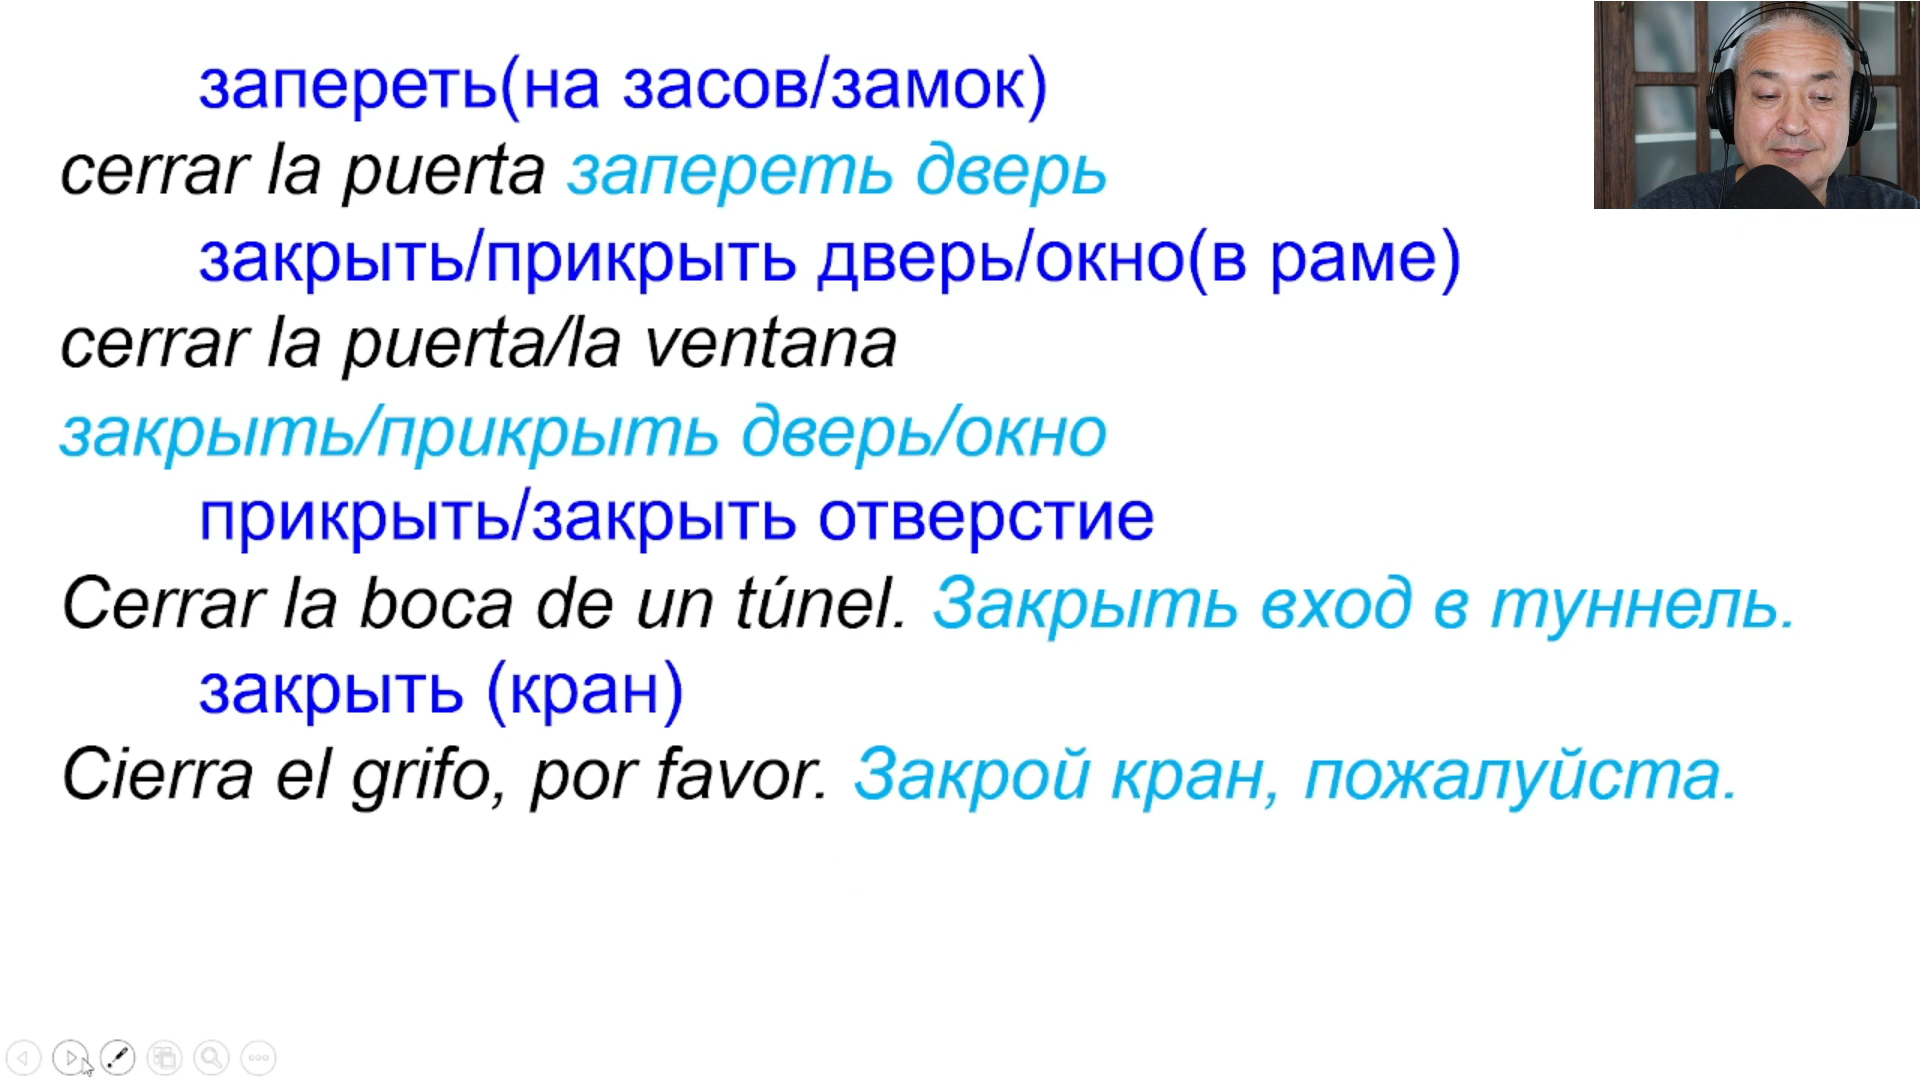 запереть(на засов/замок)
cerrar la puerta запереть дверь
закрыть/прикрыть дверь/окно(в раме)
cerrar la puerta/la ventana
закрыть/прикрыть дверь/окно
прикрыть/закрыть отверстие
Cerrar la boca de un túnel. Закрыть вход в туннель.
закрыть (кран)
Cierra el grifo, por favor. Закрой кран, пожалуйста.